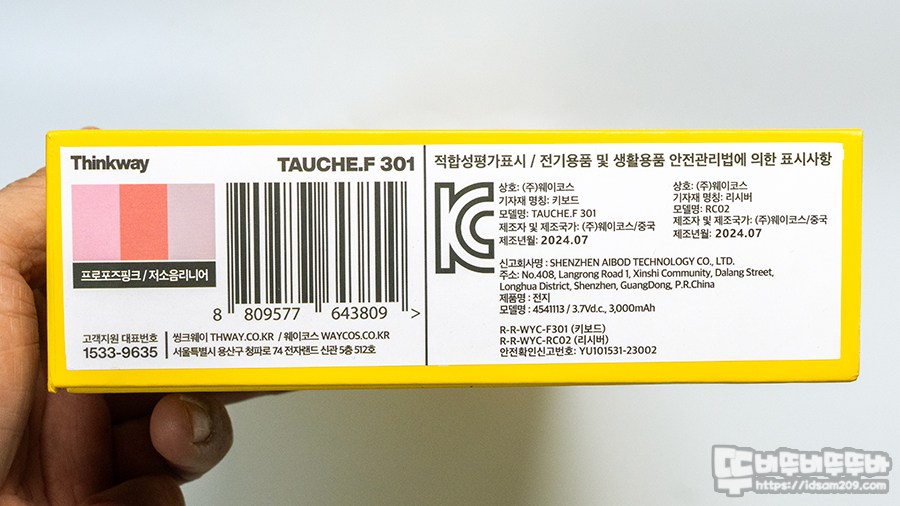 Thinkway
TAUCHE.F 301
프로포즈핑크 / 저소음리니어
8 809577 643809 >
고객지원 대표번호
1533-9635
씽크웨이 THWAY.CO.KR / 웨이코스 WAYCOS.CO.KR
서울특별시 용산구 청파로 74 전자랜드 신관 5층 512호
적합성평가표시 / 전기용품 및 생활용품 안전관리법에 의한 표시사항
상호: (주)웨이코스
기자재 명칭: 키보드
모델명: TAUCHE.F 301
제조자 및 제조국가: (주)웨이코스/중국
제조년월: 2024.07
상호: (주)웨이코스
기자재 명칭: 리시버
모델명: RC02
제조자 및 제조국가: (주)웨이코스/중국
제조년월: 2024.07
신고회사명 : SHENZHEN AIBOD TECHNOLOGY CO., LTD.
주소: No.408, Langrong Road 1, Xinshi Community, Dalang Street,
Longhua District, Shenzhen, GuangDong, P.R.China
제품명 : 전지
모델명 : 4541113 / 3.7Vd.c., 3,000mAh
R-R-WYC-F301 (키보드)
R-R-WYC-RC02 (리시버)
안전확인신고번호: YU101531-23002
또 비뚜비뚜뚜바
https://idsam209.com